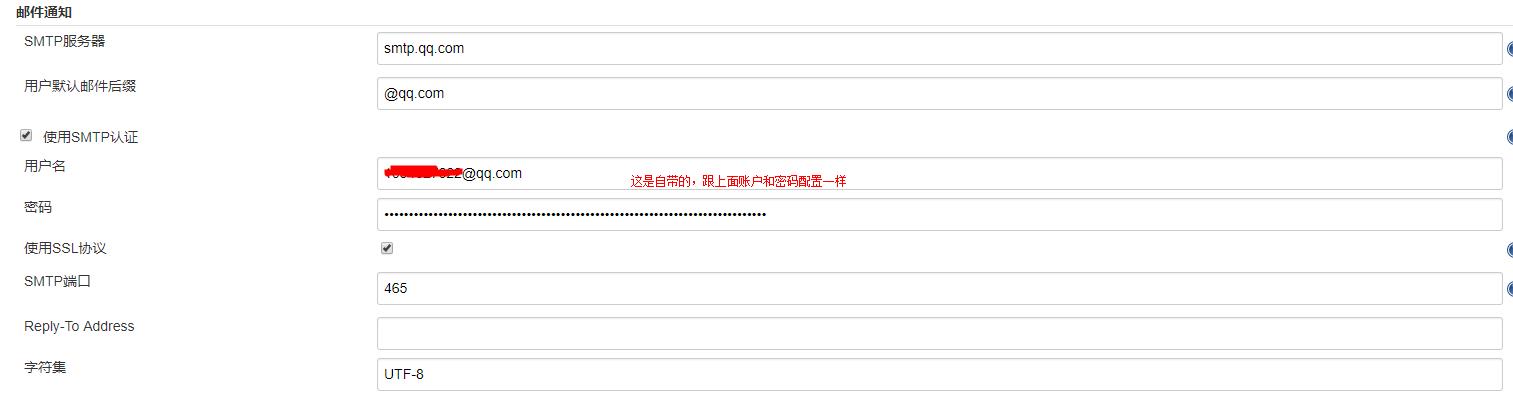 邮件通知
SMTP服务器
smtp.qq.com
用户默认邮件后缀
@qq.com
使用SMTP认证
用户名
@qq.com
这是自带的，跟上面账户和密码配置一样
密码
使用SSL协议
SMTP端口
465
Reply-To Address
字符集
UTF-8